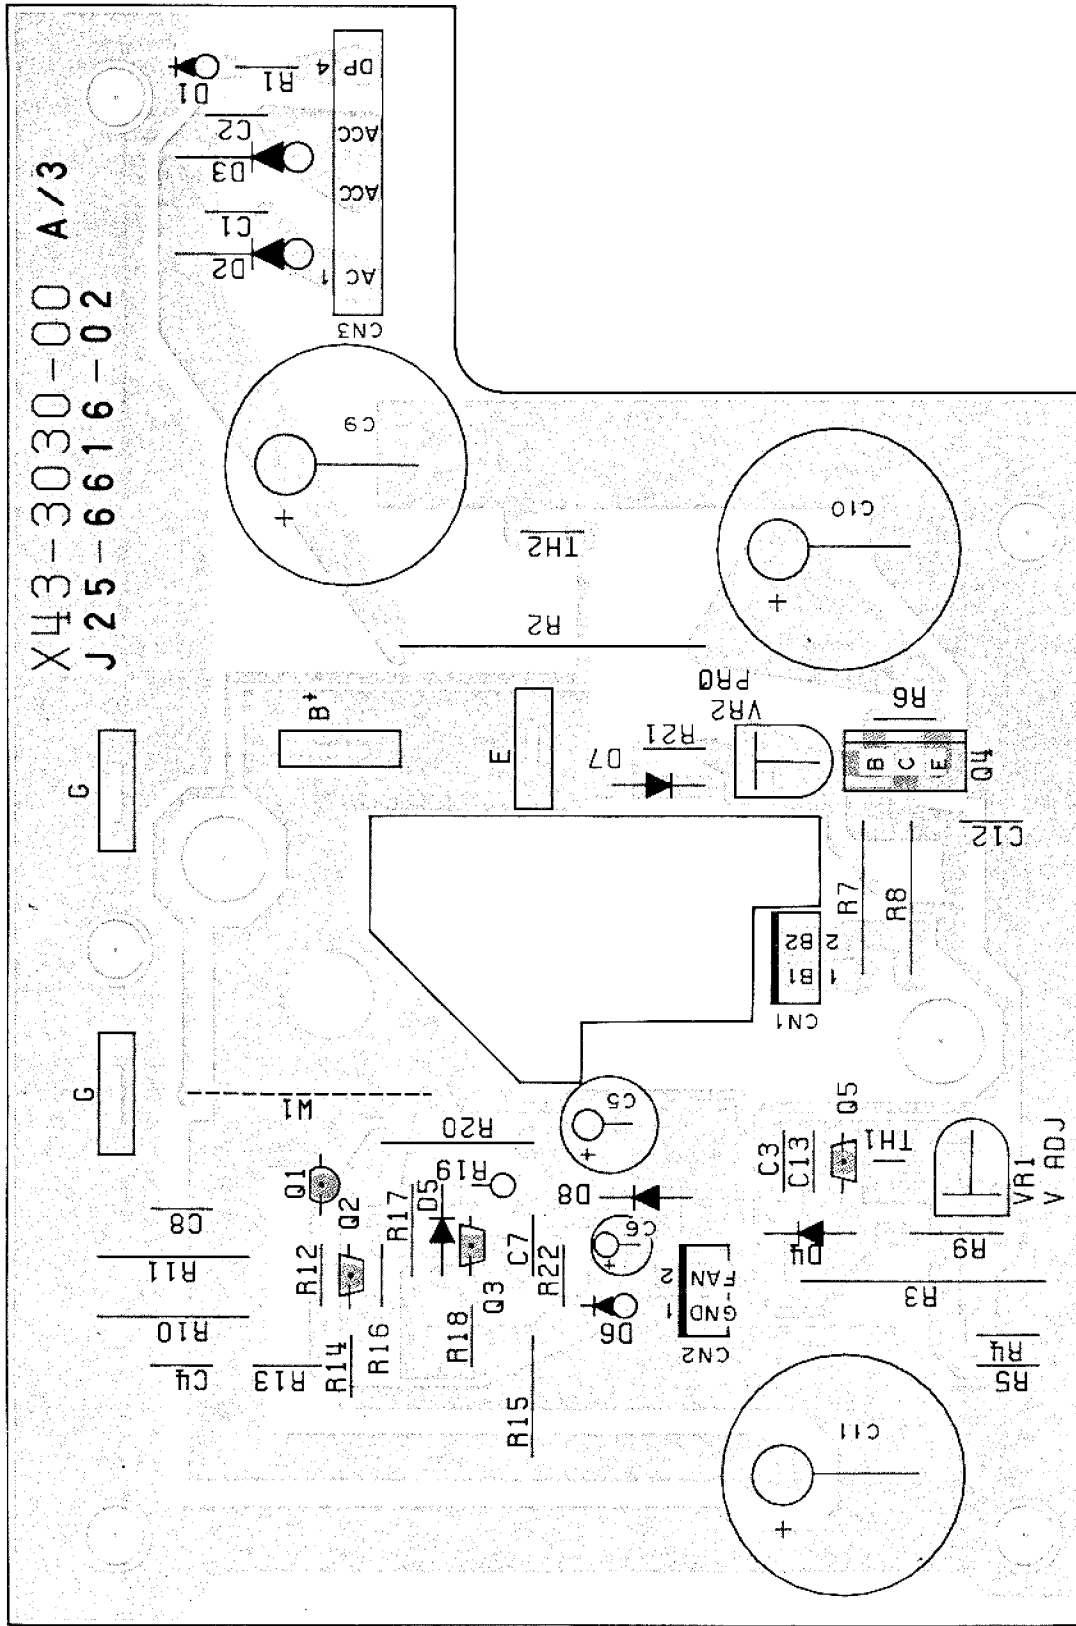 X43-3030-00 A/3
J25-6616-02
D1
R1
4
DP
C2
ACC
D3
ACC
C1
D2
1
AC
CN3
C9
+
TH2
C10
+
R2
G
B+
E
D7
R21
VR2
PRO
R6
B
C
E
Q4
C12
R7
R8
B2 2
B1 1
CN1
G
W1
R20
C5
+
Q1
Q2
R19
R17
D5
D8
C3
C13
Q5
TH1
VR1
V ADJ
C8
R11
R12
C7
R22
C6
+
FAN 2
GND 1
CN2
D4
R9
R3
R10
C4
R13
R14
R16
R18
Q3
D6
R15
R4
R5
C11
+